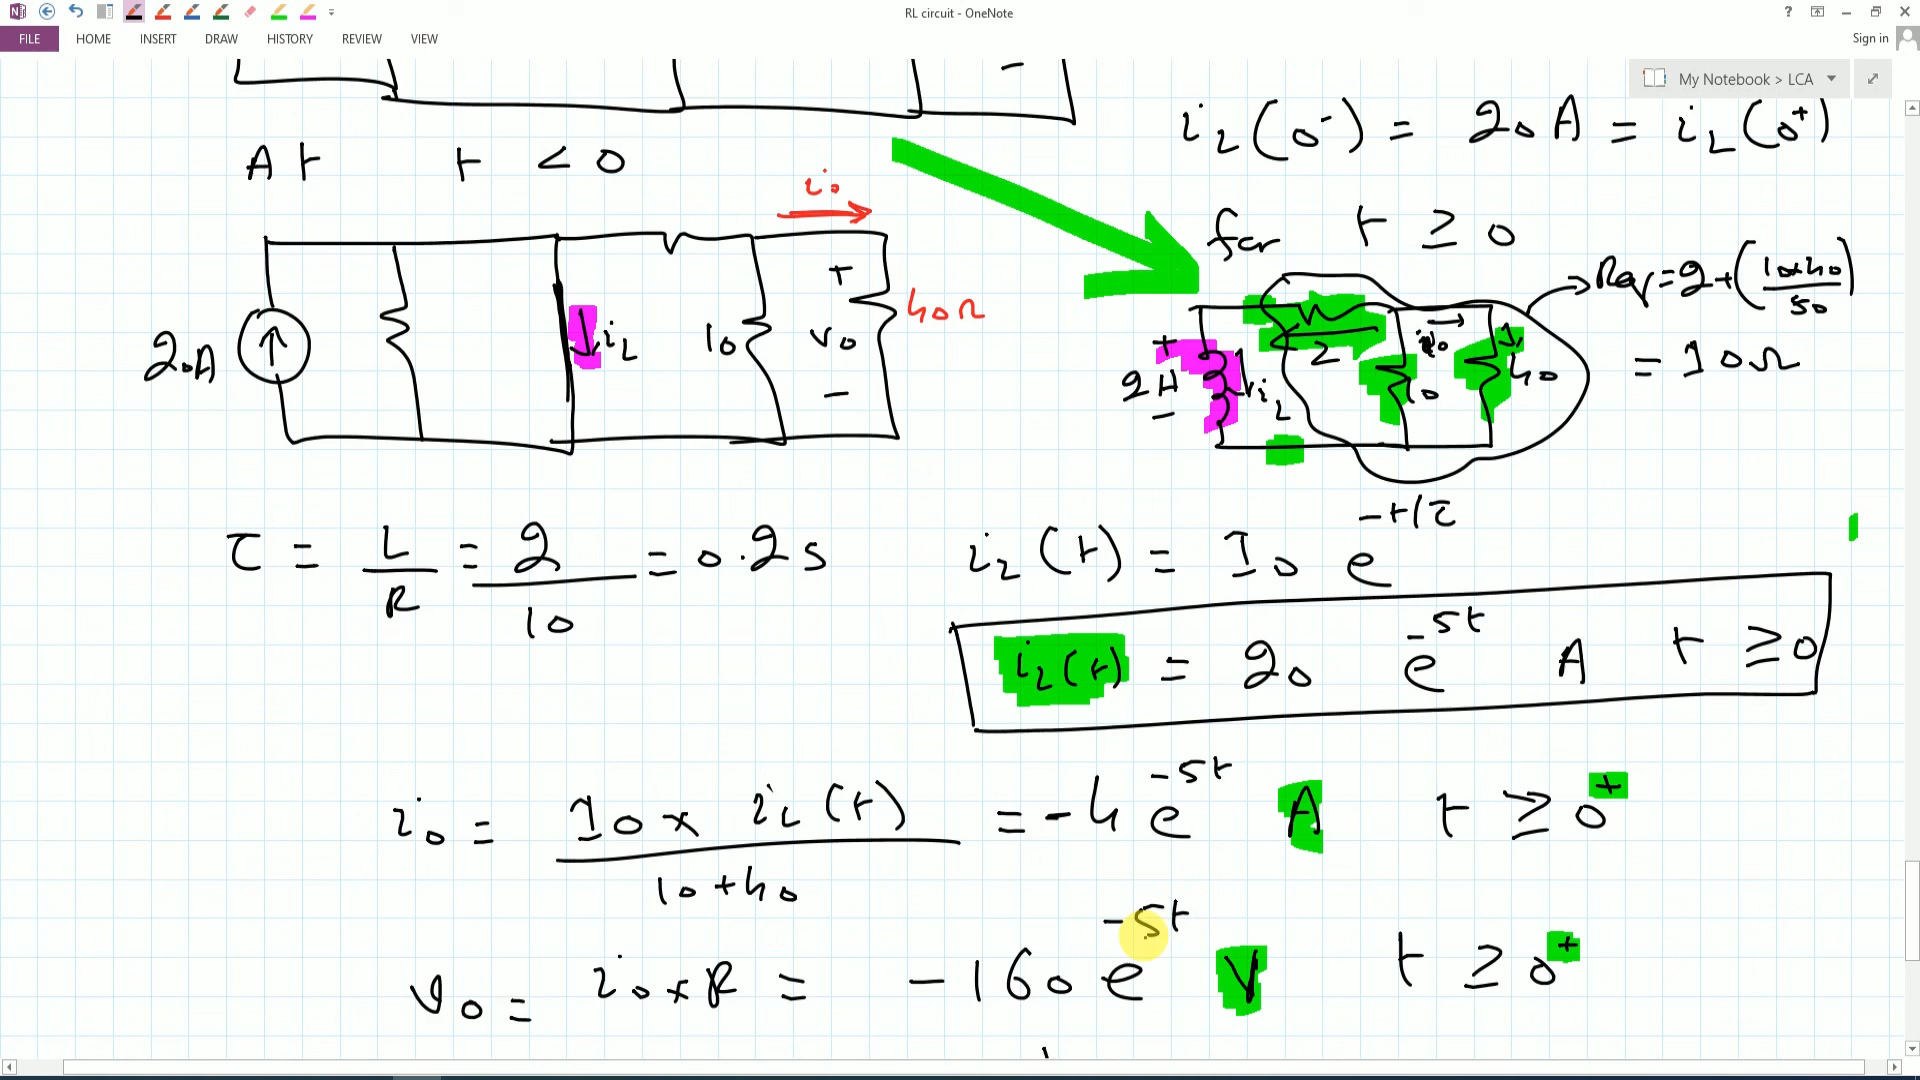 RL circuit - OneNote
FILE HOME INSERT DRAW HISTORY REVIEW VIEW
Sign in
My Notebook > LCA
At t < 0
i_L(0⁻) = 20A = i_L(0⁺)
for t ≥ 0
i₀
20A
i_L
10
+
v₀
−
40Ω
Req = 2 + (10×40/50)
= 10Ω
+
2H
−
i_L
2
10
i₀
40
τ = L/R = 2/10 = 0.2 s
i_L(t) = I₀ e^(-t/τ)
i_L(t) = 20 e^(-5t) A t ≥ 0
i₀ = 10 × i_L(t) / 10+40 = -4 e^(-5t) A t ≥ 0⁺
v₀ = i₀ × R = -160 e^(-5t) V t ≥ 0⁺